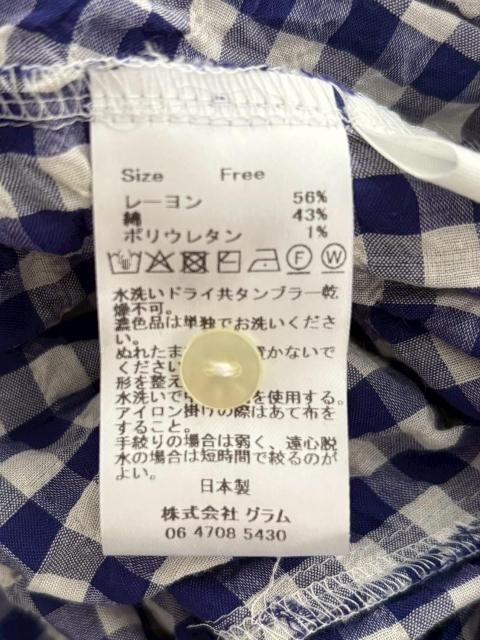 Size Free
レーヨン 56%
綿 43%
ポリウレタン 1%
F W
水洗いドライ共タンブラー乾
燥不可。
濃色品は単独でお洗いくださ
い。
ぬれたま 置かないで
ください
形を整え
水洗いで を使用する。
アイロン掛けの際はあて布を
すること。
手絞りの場合は弱く、遠心脱
水の場合は短時間で絞るのが
よい。
日本製
株式会社 グラム
06 4708 5430